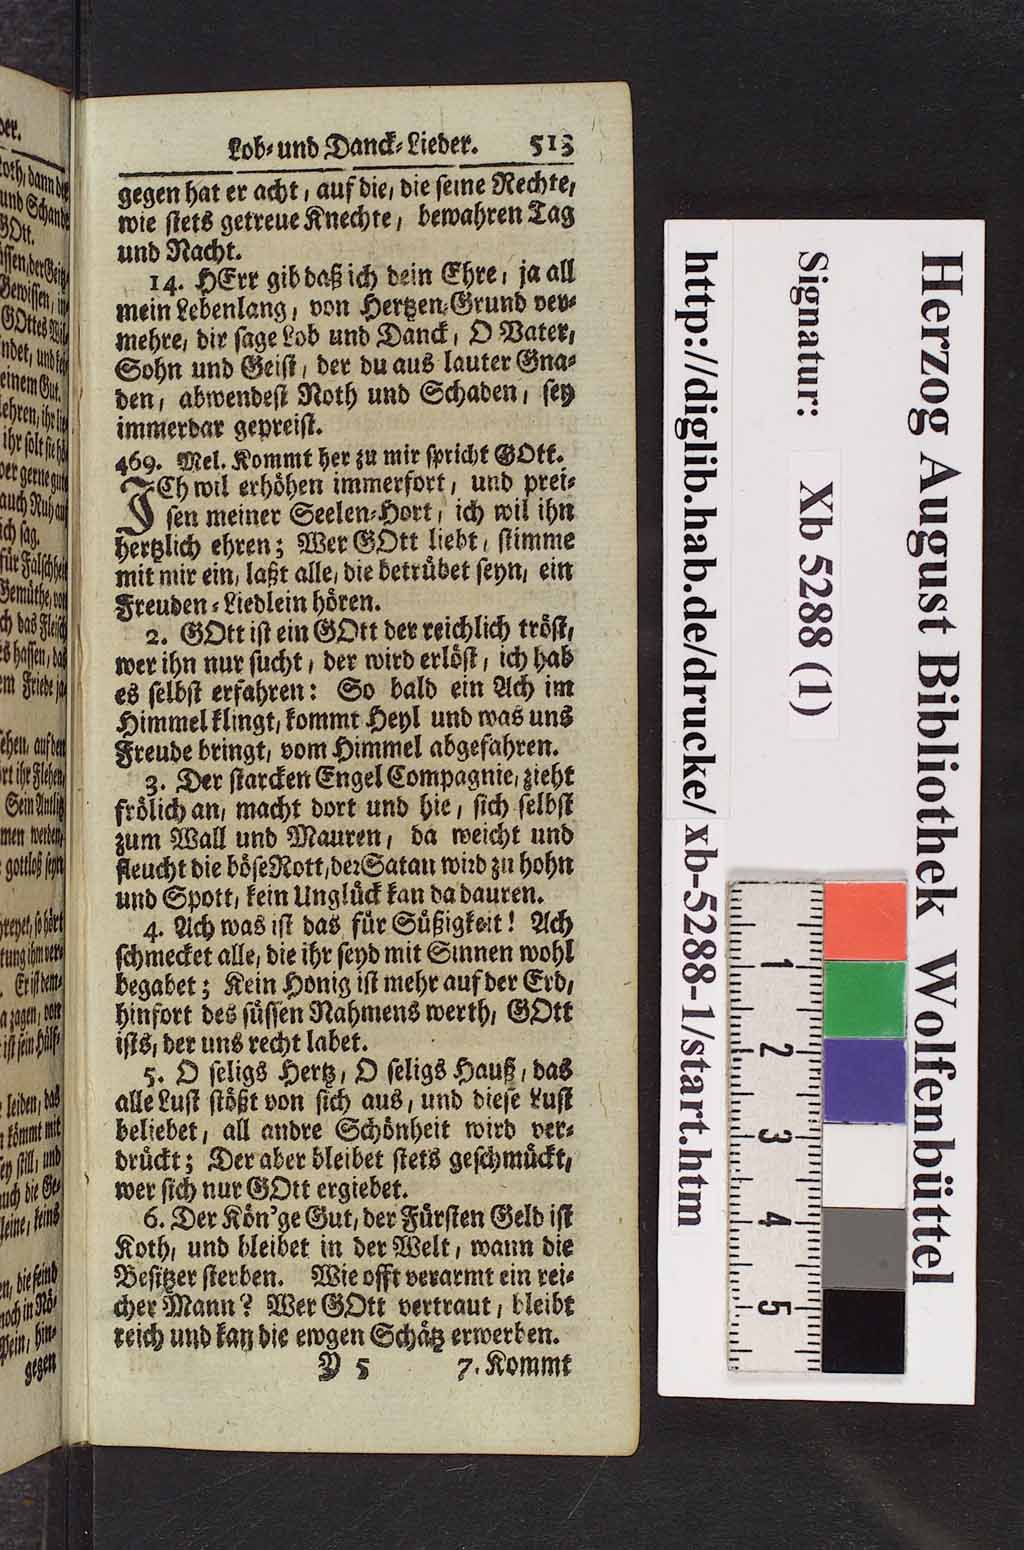 Lob- und Danck-Lieder. 513
gegen hat er acht, auf die, die seine Rechte,
wie stets getreue Knechte, bewahren Tag
und Nacht.
14. HErr gib daß ich dein Ehre, ja all
mein Lebenlang, von Hertzen-Grund ver-
mehre, dir sage Lob und Danck, O Vater,
Sohn und Geist, der du aus lauter Gna-
den, abwendest Noth und Schaden, sey
immerdar gepreist.
469. Mel. Kommt her zu mir spricht GOtt.
ICh wil erhöhen immerfort, und prei-
sen meiner Seelen-Hort, ich wil ihn
hertzlich ehren; Wer GOtt liebt, stimme
mit mir ein, laßt alle, die betrübet seyn, ein
Freuden-Liedlein hören.
2. GOtt ist ein GOtt der reichlich tröst,
wer ihn nur sucht, der wird erlöst, ich hab
es selbst erfahren: So bald ein Ach im
Himmel klingt, kommt Heyl und was uns
Freude bringt, vom Himmel abgefahren.
3. Der starcken Engel Compagnie, zieht
frölich an, macht dort und hie, sich selbst
zum Wall und Mauren, da weicht und
fleucht die böse Rott, der Satan wird zu hohn
und Spott, kein Unglück kan da dauren.
4. Ach was ist das für Süßigkeit! Ach
schmecket alle, die ihr seyd mit Sinnen wohl
begabet; Kein Honig ist mehr auf der Erd,
hinfort des süssen Nahmens werth, GOtt
ists, der uns recht labet.
5. O seligs Hertz, O seligs Hauß, das
alle Lust stößt von sich aus, und diese Lust
beliebet, all andre Schönheit wird ver-
drückt; Der aber bleibet stets geschmückt,
wer sich nur GOtt ergiebet.
6. Der Kön'ge Gut, der Fürsten Geld ist
Koth, und bleibet in der Welt, wann die
Besitzer sterben. Wie offt verarmt ein rei-
cher Mann? Wer GOtt vertraut, bleibt
reich und kan die ewgen Schätz erwerben.
Y 5 7. Kommt
Herzog August Bibliothek Wolfenbüttel
Signatur: Xb 5288 (1)
http://diglib.hab.de/drucke/xb-5288-1/start.htm
1
2
3
4
5